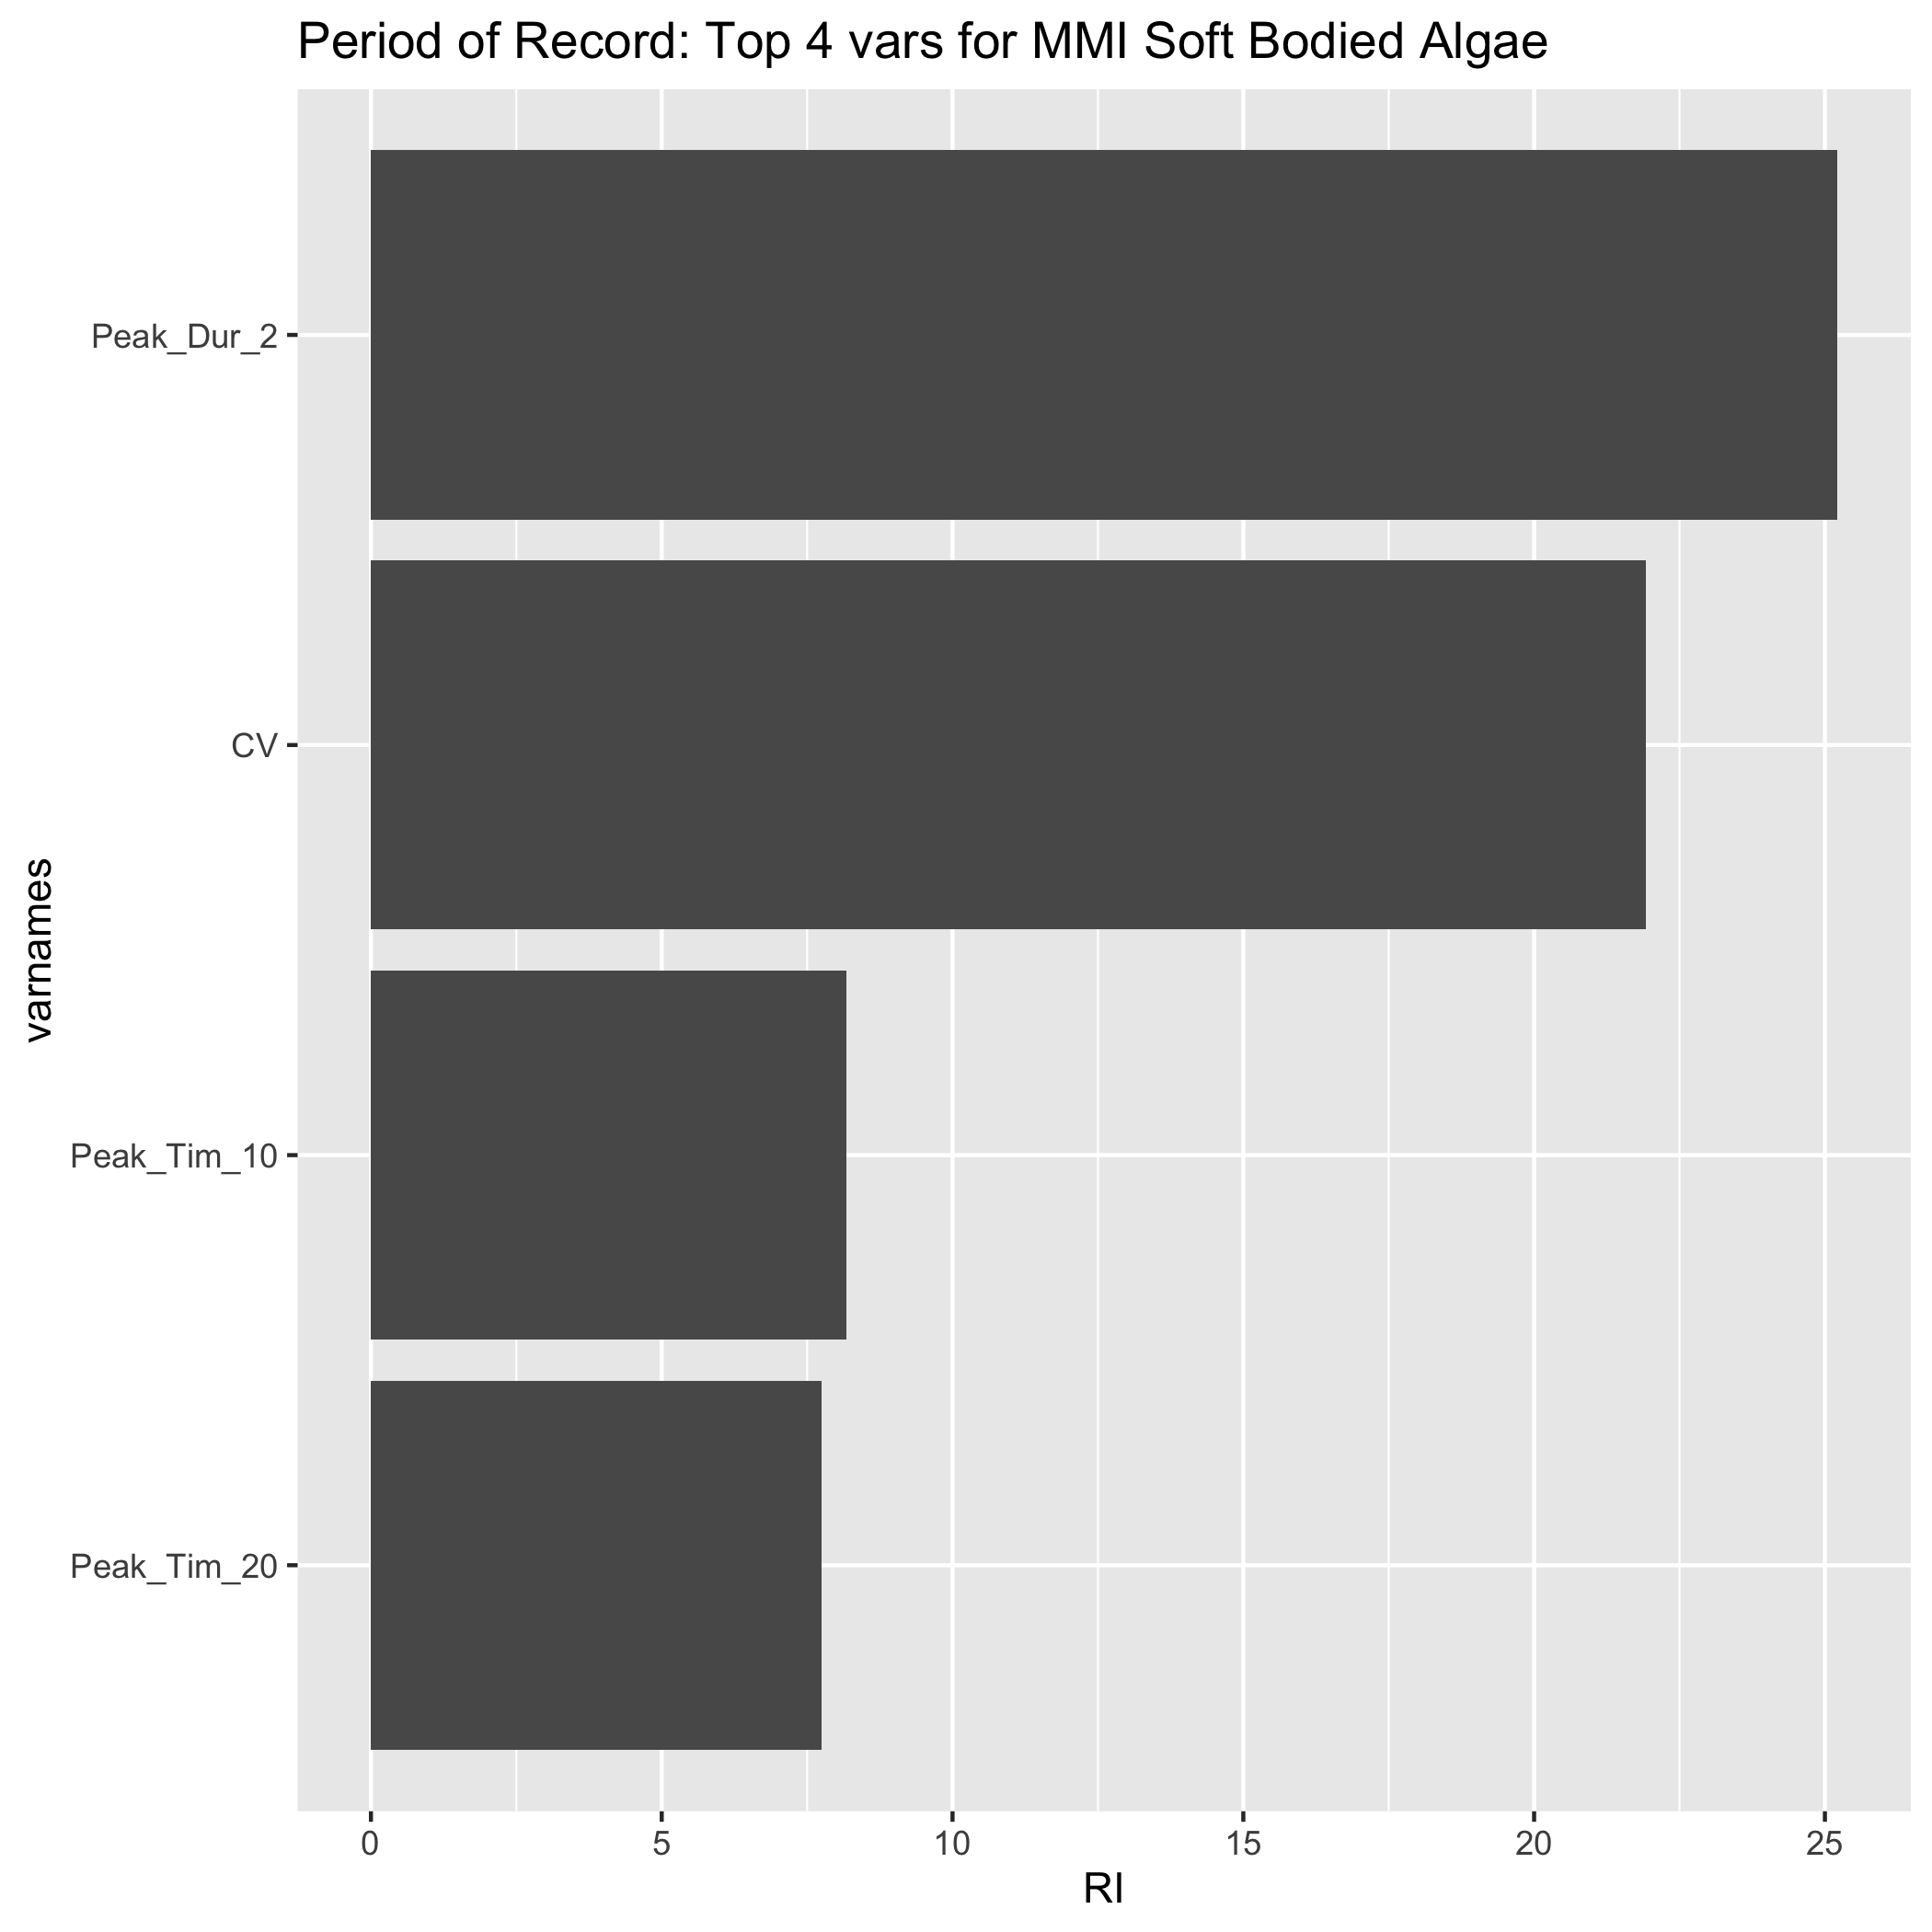 Period of Record: Top 4 vars for MMI Soft Bodied Algae
varnames
Peak_Dur_2
CV
Peak_Tim_10
Peak_Tim_20
0 5 10 15 20 25
RI